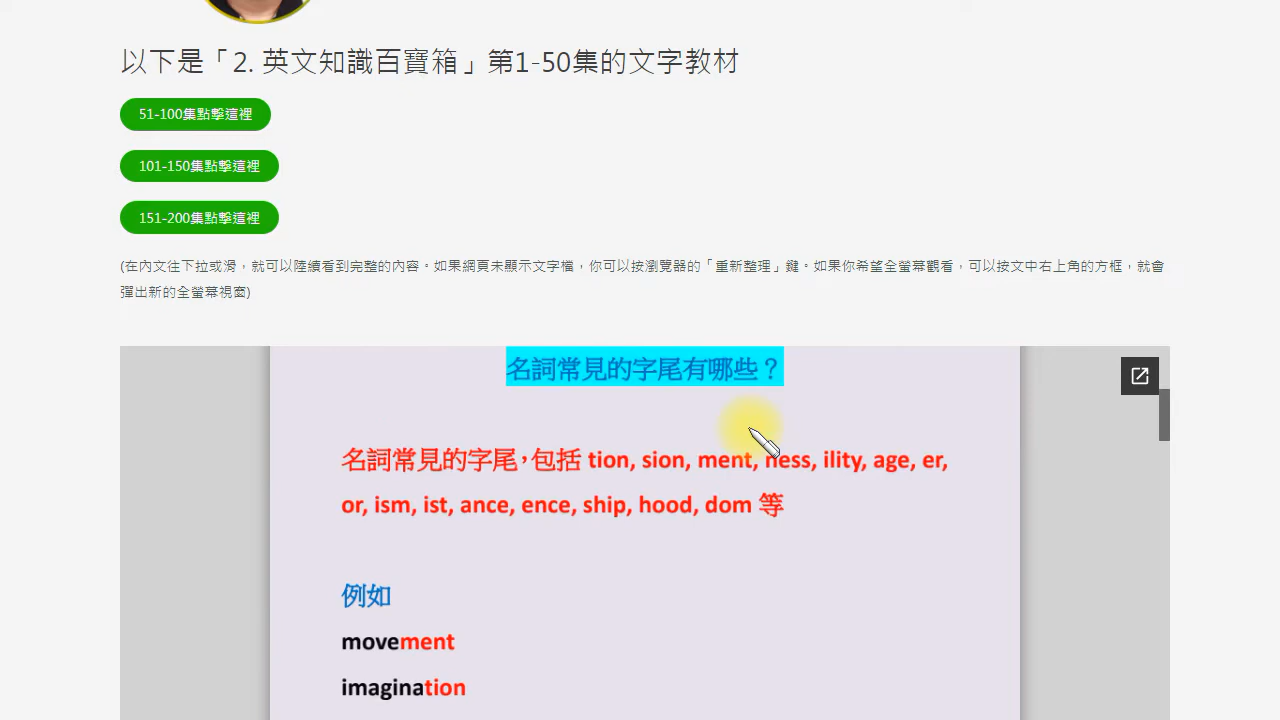 以下是「2. 英文知識百寶箱」第1-50集的文字教材
51-100集點擊這裡
101-150集點擊這裡
151-200集點擊這裡
(在內文往下拉或滑，就可以陸續看到完整的內容。如果網頁未顯示文字檔，你可以按瀏覽器的「重新整理」鍵。如果你希望全螢幕觀看，可以按文中右上角的方框，就會
彈出新的全螢幕視窗)
名詞常見的字尾有哪些？
名詞常見的字尾，包括 tion, sion, ment, ness, ility, age, er,
or, ism, ist, ance, ence, ship, hood, dom 等
例如
movement
imagination